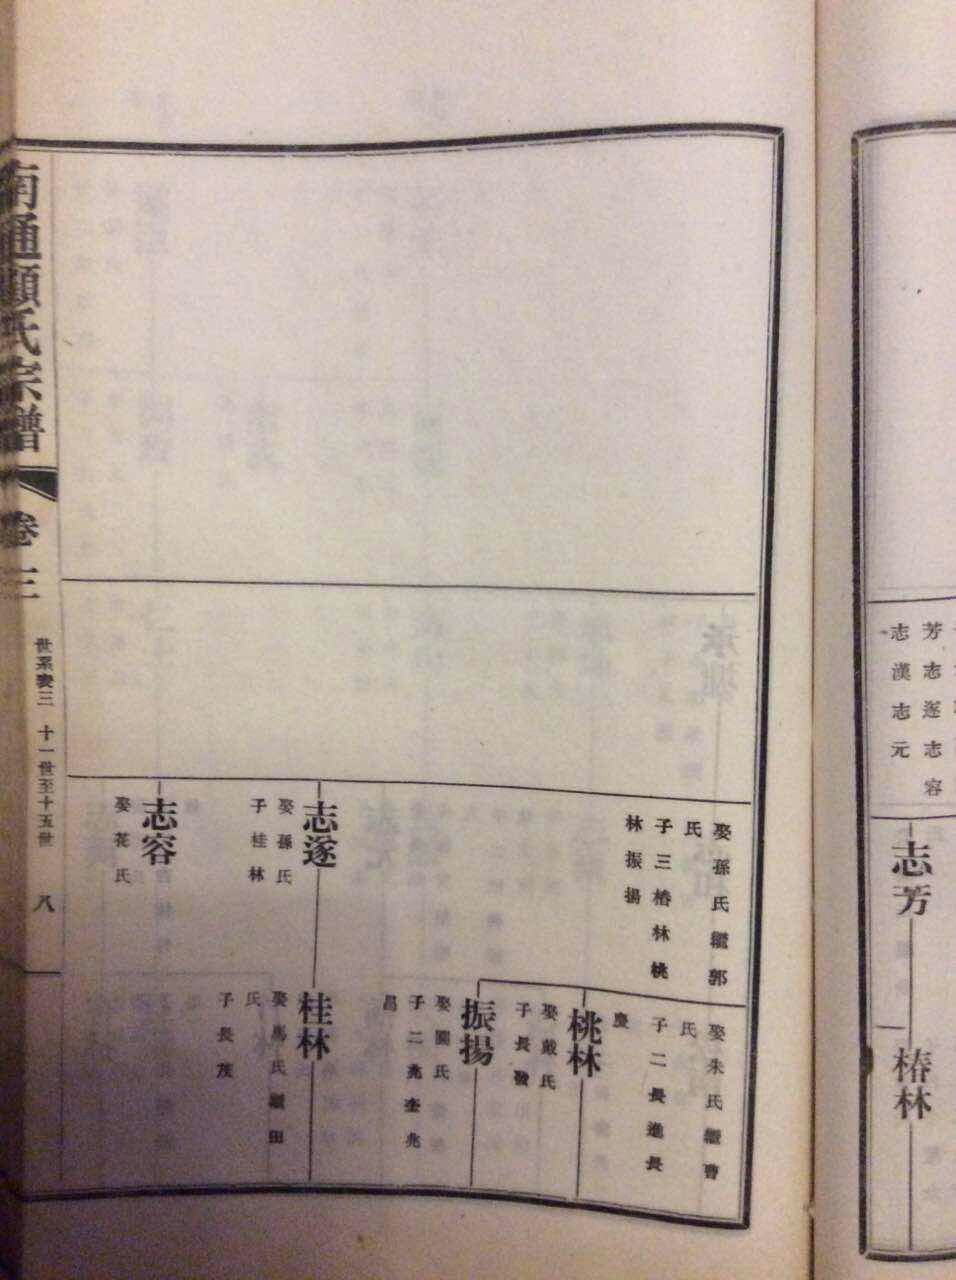 芳志遂志容
志漢志元
志芳
椿林
娶孫氏繼郭
氏
子三椿林桃
林振揚
娶朱氏繼曹
氏
子二長進長
慶
桃林
娶戴氏
子長發
振揚
娶關氏
子二兆奎兆
昌
志遂
娶孫氏
子桂林
桂林
娶馬氏繼田
氏
子長茂
志容
娶花氏
南通顧氏宗譜
卷三
世系表三 十一世至十五世
八